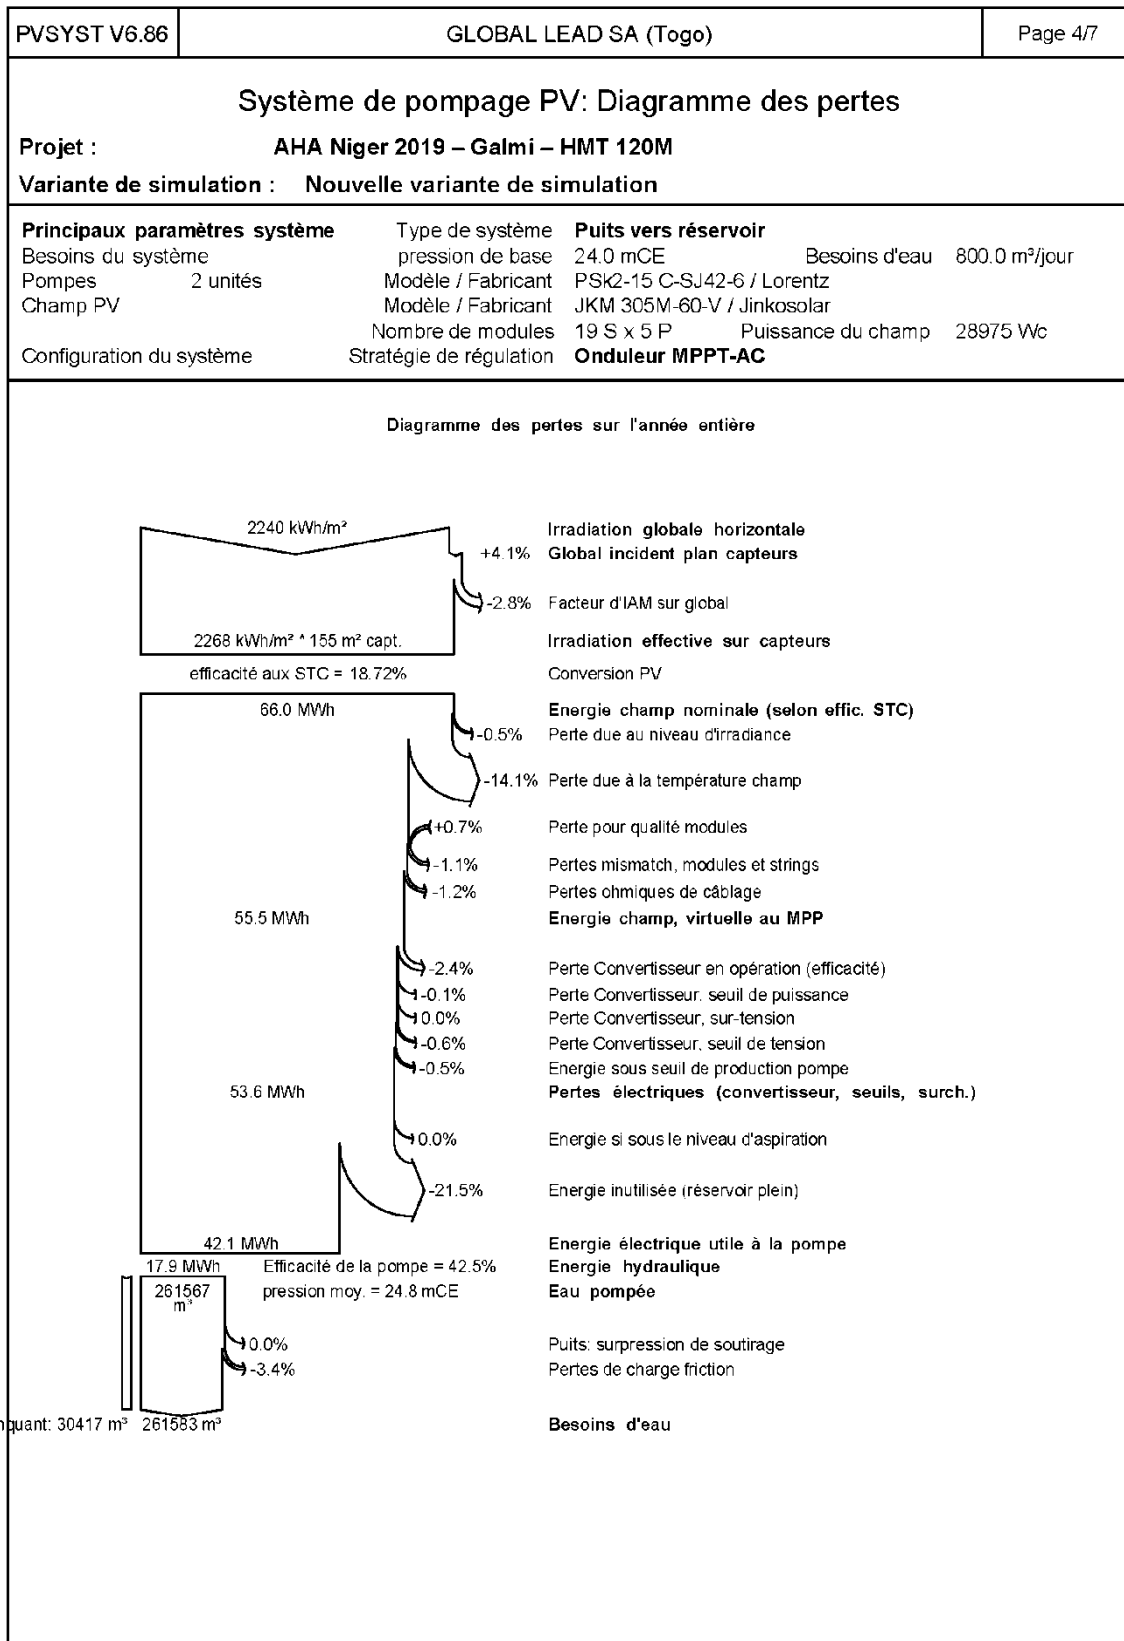 PVSYST V6.86 GLOBAL LEAD SA (Togo) Page 4/7
Système de pompage PV: Diagramme des pertes
Projet : AHA Niger 2019 – Galmi – HMT 120M
Variante de simulation : Nouvelle variante de simulation
Principaux paramètres système Type de système Puits vers réservoir
Besoins du système pression de base 24.0 mCE Besoins d'eau 800.0 m³/jour
Pompes 2 unités Modèle / Fabricant PSk2-15 C-SJ42-6 / Lorentz
Champ PV Modèle / Fabricant JKM 305M-60-V / Jinkosolar
Nombre de modules 19 S x 5 P Puissance du champ 28975 Wc
Configuration du système Stratégie de régulation Onduleur MPPT-AC
Diagramme des pertes sur l'année entière
2240 kWh/m² Irradiation globale horizontale
+4.1% Global incident plan capteurs
-2.8% Facteur d'IAM sur global
2268 kWh/m² * 155 m² capt. Irradiation effective sur capteurs
efficacité aux STC = 18.72% Conversion PV
66.0 MWh Energie champ nominale (selon effic. STC)
-0.5% Perte due au niveau d'irradiance
-14.1% Perte due à la température champ
+0.7% Perte pour qualité modules
-1.1% Pertes mismatch, modules et strings
-1.2% Pertes ohmiques de câblage
55.5 MWh Energie champ, virtuelle au MPP
-2.4% Perte Convertisseur en opération (efficacité)
-0.1% Perte Convertisseur, seuil de puissance
0.0% Perte Convertisseur, sur-tension
-0.6% Perte Convertisseur, seuil de tension
-0.5% Energie sous seuil de production pompe
53.6 MWh Pertes électriques (convertisseur, seuils, surch.)
0.0% Energie si sous le niveau d'aspiration
-21.5% Energie inutilisée (réservoir plein)
42.1 MWh Energie électrique utile à la pompe
17.9 MWh Efficacité de la pompe = 42.5% Energie hydraulique
261567 pression moy. = 24.8 mCE Eau pompée
m³
0.0% Puits: surpression de soutirage
-3.4% Pertes de charge friction
nquant: 30417 m³ 261583 m³ Besoins d'eau